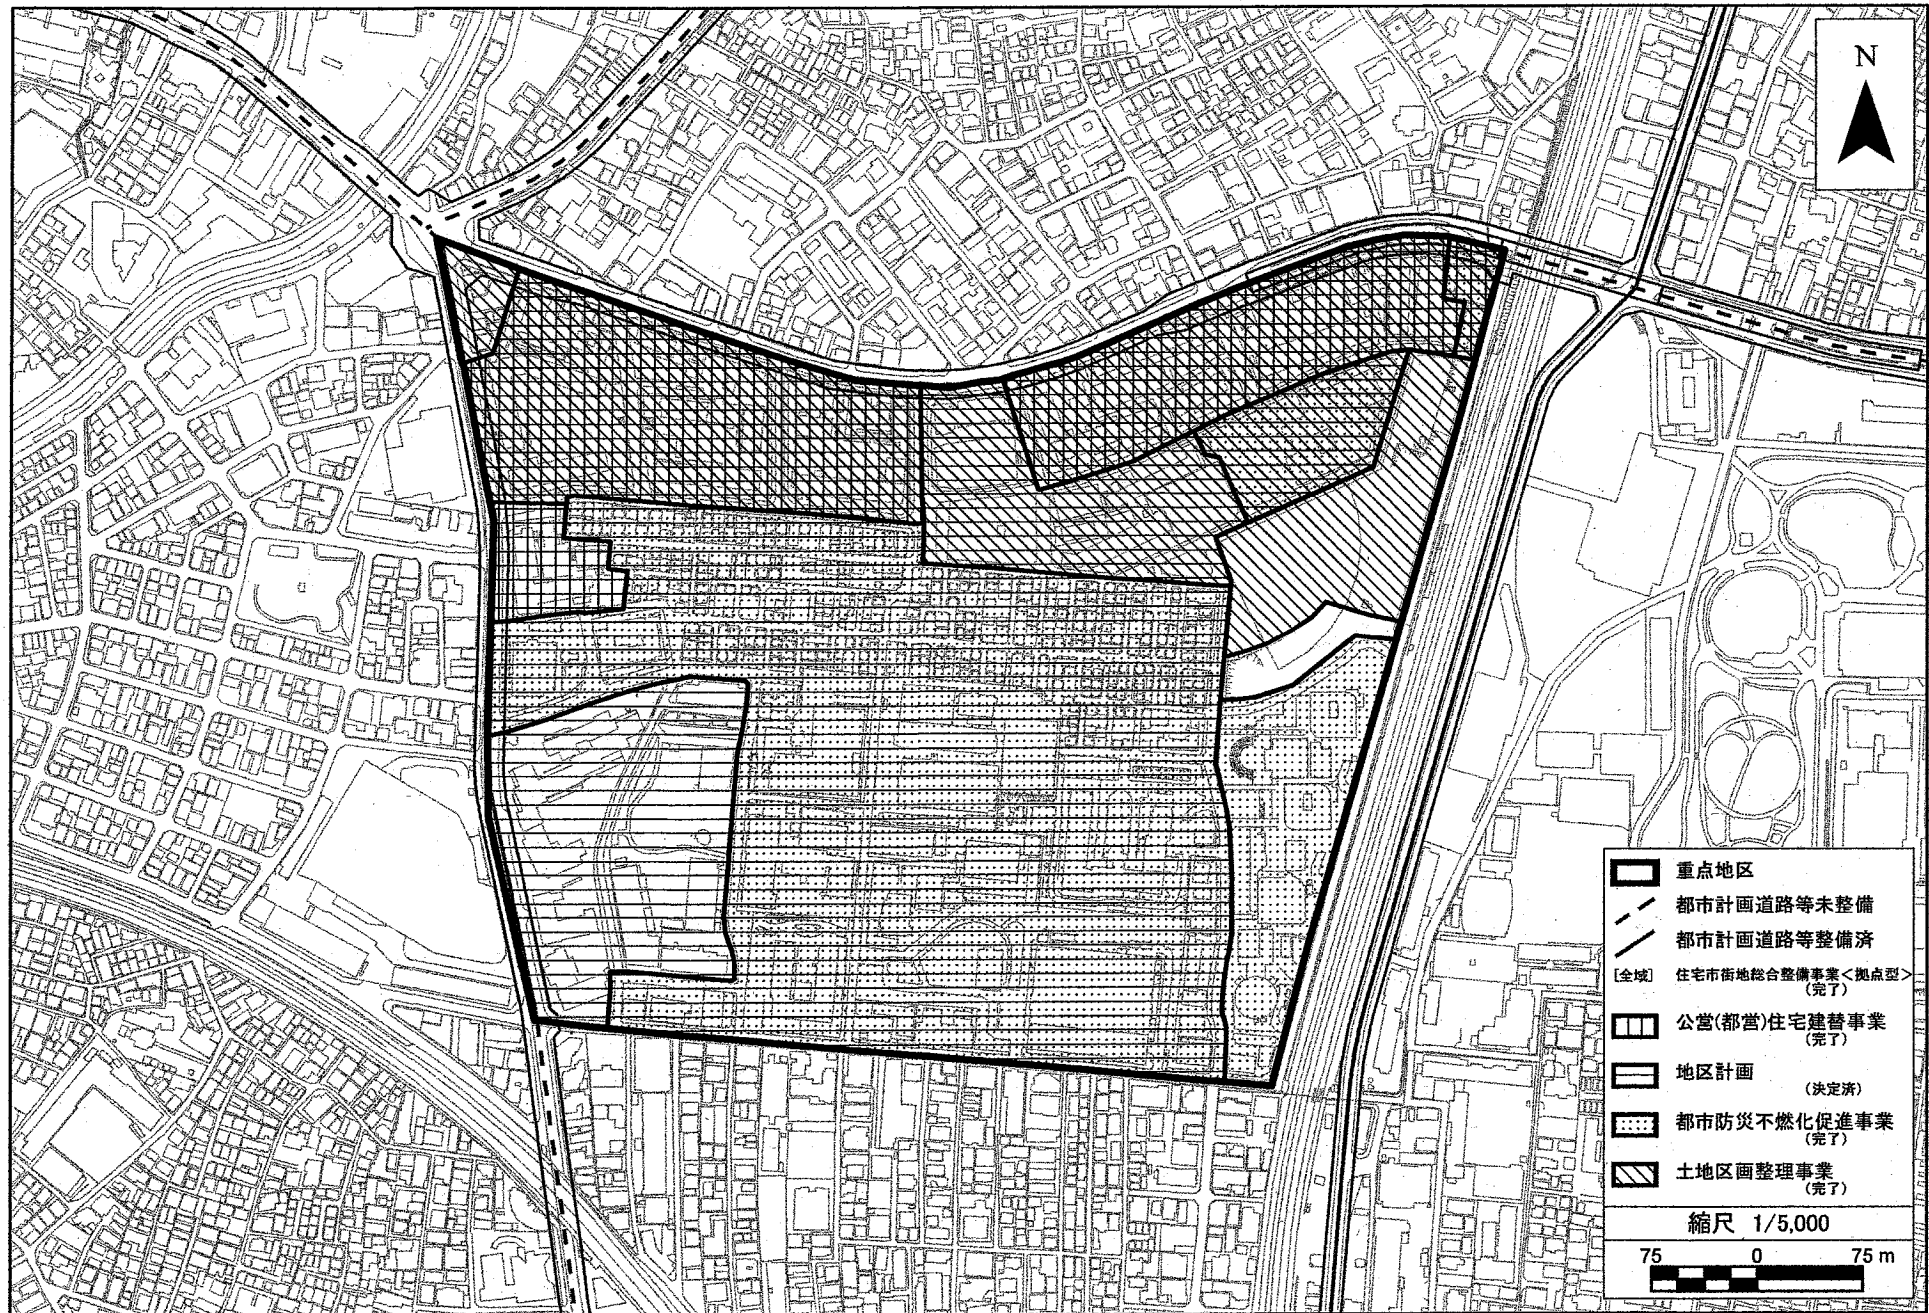 N
重点地区
都市計画道路等未整備
都市計画道路等整備済
[全域] 住宅市街地総合整備事業<拠点型>
(完了)
公営(都営)住宅建替事業
(完了)
地区計画
(決定済)
都市防災不燃化促進事業
(完了)
土地区画整理事業
(完了)
縮尺 1/5,000
75 0 75 m